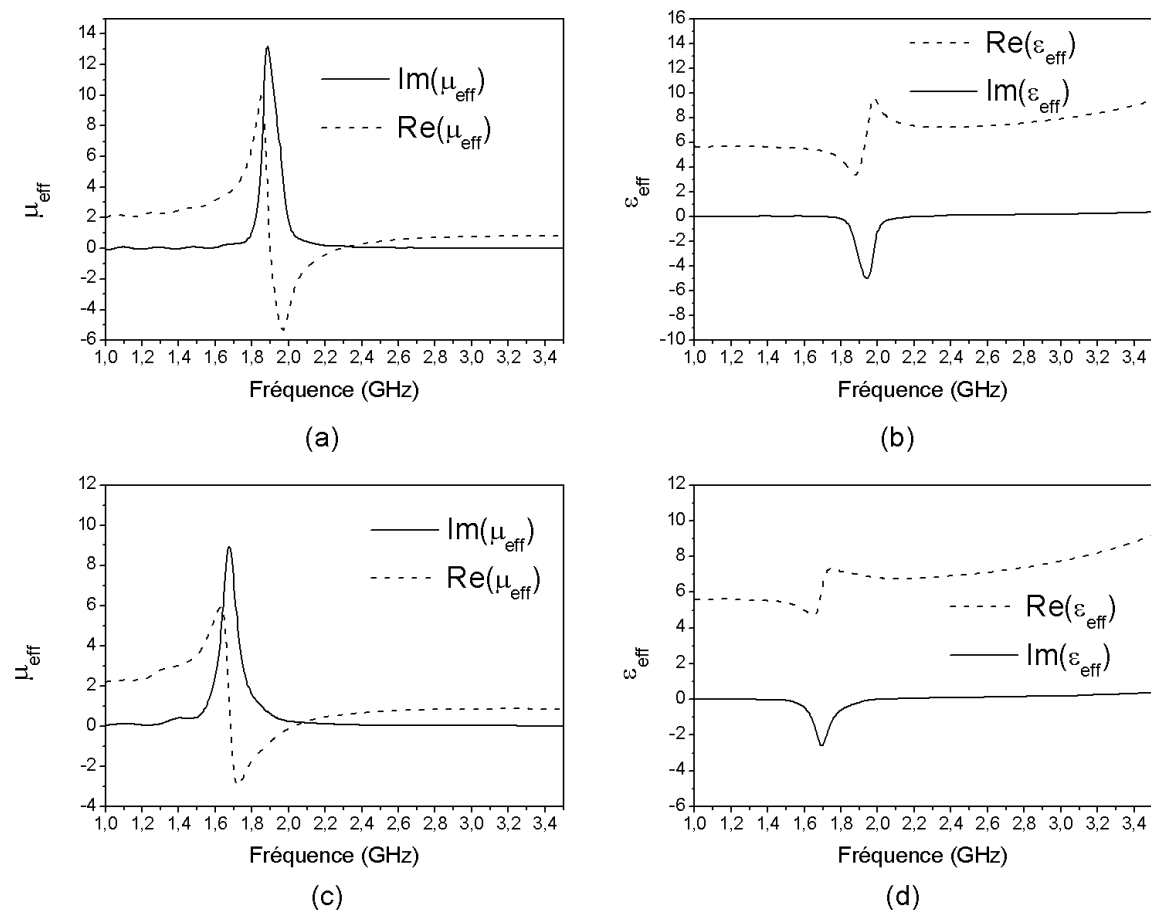 14
12
10
8
6
4
2
0
-2
-4
-6
μeff
Im(μeff)
Re(μeff)
1,0 1,2 1,4 1,6 1,8 2,0 2,2 2,4 2,6 2,8 3,0 3,2 3,4
Fréquence (GHz)
(a)
16
14
12
10
8
6
4
2
0
-2
-4
-6
-8
-10
εeff
Re(εeff)
Im(εeff)
1,0 1,2 1,4 1,6 1,8 2,0 2,2 2,4 2,6 2,8 3,0 3,2 3,4
Fréquence (GHz)
(b)
12
10
8
6
4
2
0
-2
-4
μeff
Im(μeff)
Re(μeff)
1,0 1,2 1,4 1,6 1,8 2,0 2,2 2,4 2,6 2,8 3,0 3,2 3,4
Fréquence (GHz)
(c)
12
10
8
6
4
2
0
-2
-4
-6
εeff
Re(εeff)
Im(εeff)
1,0 1,2 1,4 1,6 1,8 2,0 2,2 2,4 2,6 2,8 3,0 3,2 3,4
Fréquence (GHz)
(d)